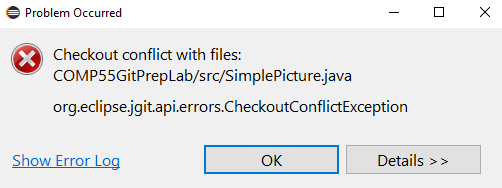 Problem Occurred
Checkout conflict with files:
COMP55GitPrepLab/src/SimplePicture.java
org.eclipse.jgit.api.errors.CheckoutConflictException
Show Error Log
OK
Details >>